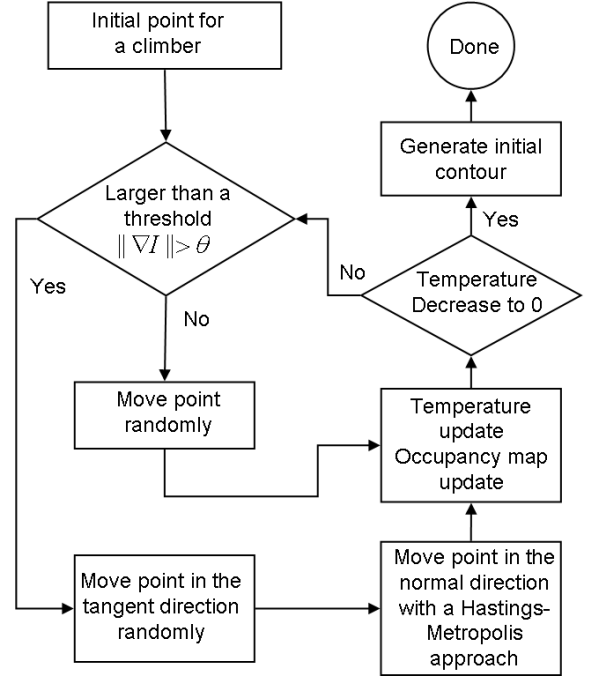 Initial point for
a climber
Done
Generate initial
contour
Larger than a
threshold
‖ ∇I ‖> θ
Yes
No
Temperature
Decrease to 0
Yes
No
Move point
randomly
Temperature
update
Occupancy map
update
Move point in the
tangent direction
randomly
Move point in the
normal direction
with a Hastings-
Metropolis
approach